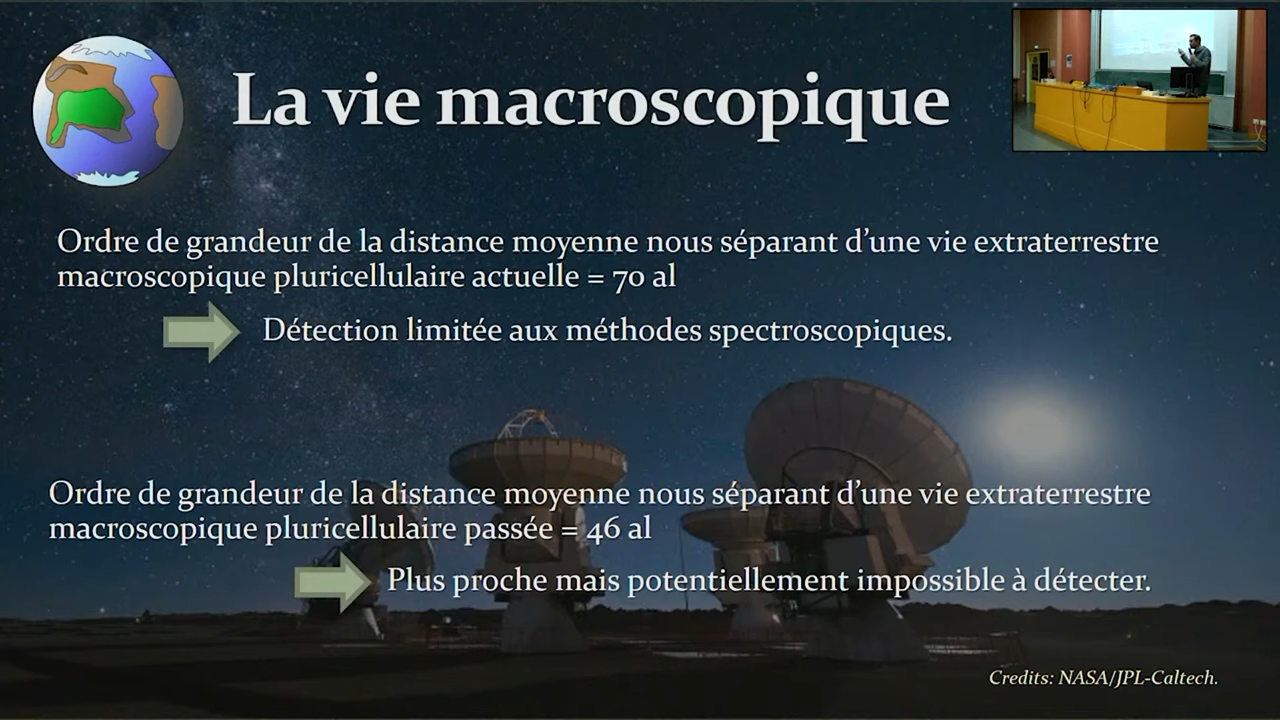 La vie macroscopique
Ordre de grandeur de la distance moyenne nous séparant d’une vie extraterrestre
macroscopique pluricellulaire actuelle = 70 al
Détection limitée aux méthodes spectroscopiques.
Ordre de grandeur de la distance moyenne nous séparant d’une vie extraterrestre
macroscopique pluricellulaire passée = 46 al
Plus proche mais potentiellement impossible à détecter.
Credits: NASA/JPL-Caltech.